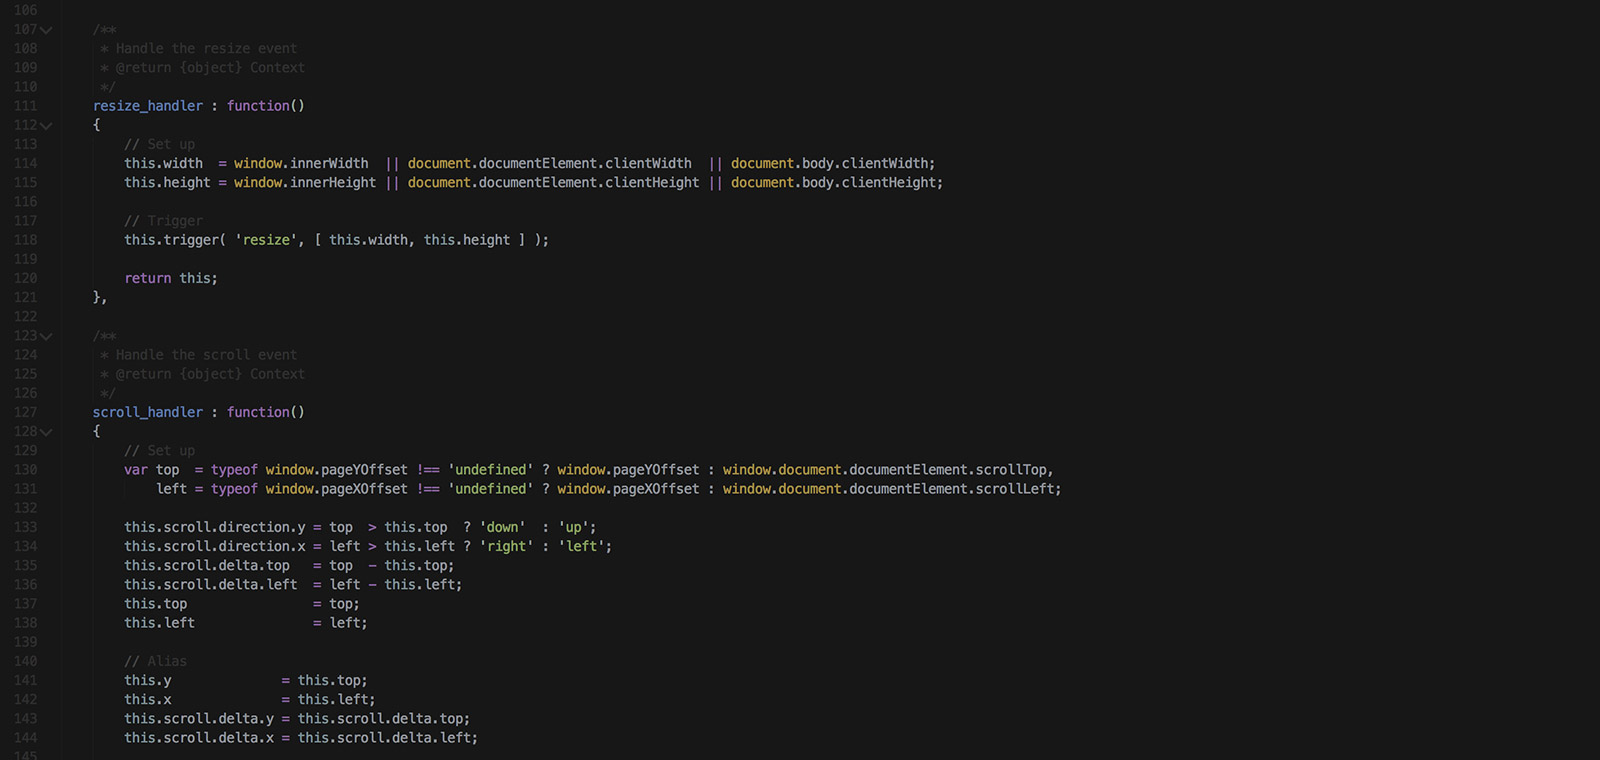 106
107 /**
108 * Handle the resize event
109 * @return {object} Context
110 */
111 resize_handler : function()
112 {
113 // Set up
114 this.width  = window.innerWidth  || document.documentElement.clientWidth  || document.body.clientWidth;
115 this.height = window.innerHeight || document.documentElement.clientHeight || document.body.clientHeight;
116
117 // Trigger
118 this.trigger( 'resize', [ this.width, this.height ] );
119
120 return this;
121 },
122
123 /**
124 * Handle the scroll event
125 * @return {object} Context
126 */
127 scroll_handler : function()
128 {
129 // Set up
130 var top  = typeof window.pageYOffset !== 'undefined' ? window.pageYOffset : window.document.documentElement.scrollTop,
131 left = typeof window.pageXOffset !== 'undefined' ? window.pageXOffset : window.document.documentElement.scrollLeft;
132
133 this.scroll.direction.y = top  > this.top  ? 'down'  : 'up';
134 this.scroll.direction.x = left > this.left ? 'right' : 'left';
135 this.scroll.delta.top   = top  - this.top;
136 this.scroll.delta.left  = left - this.left;
137 this.top                = top;
138 this.left               = left;
139
140 // Alias
141 this.y              = this.top;
142 this.x              = this.left;
143 this.scroll.delta.y = this.scroll.delta.top;
144 this.scroll.delta.x = this.scroll.delta.left;
145